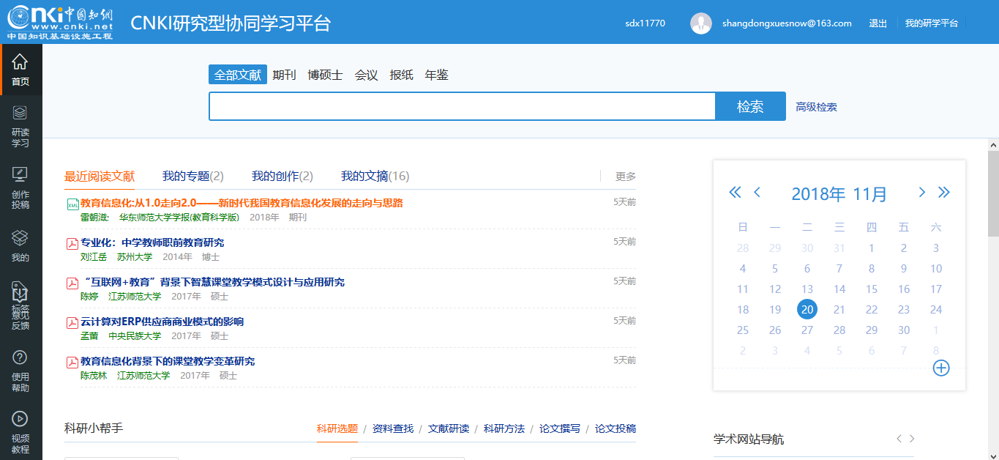 Cnki 中国知网
www.cnki.net
中国知识基础设施工程
CNKI研究型协同学习平台
sdx11770
shangdongxuesnow@163.com
退出
我的研学平台
首页
研读
学习
创作
投稿
我的
标签
意见
反馈
使用
帮助
视频
教程
全部文献 期刊 博硕士 会议 报纸 年鉴
检索 高级检索
最近阅读文献 我的专题(2) 我的创作(2) 我的文摘(16) 更多
XML 教育信息化:从1.0走向2.0——新时代我国教育信息化发展的走向与思路 5天前
雷朝滋; 华东师范大学学报(教育科学版) 2018年 期刊
专业化：中学教师职前教育研究 5天前
刘江岳 苏州大学 2014年 博士
“互联网+教育”背景下智慧课堂教学模式设计与应用研究 5天前
陈婷 江苏师范大学 2017年 硕士
云计算对ERP供应商商业模式的影响 5天前
孟菌 中央民族大学 2017年 硕士
教育信息化背景下的课堂教学变革研究 5天前
陈茂林 江苏师范大学 2017年 硕士
科研小帮手 科研选题 / 资料查找 / 文献研读 / 科研方法 / 论文撰写 / 论文投稿
2018年 11月
日 一 二 三 四 五 六
28 29 30 31 1 2 3
4 5 6 7 8 9 10
11 12 13 14 15 16 17
18 19 20 21 22 23 24
25 26 27 28 29 30 1
2 3 4 5 6 7 8
学术网站导航